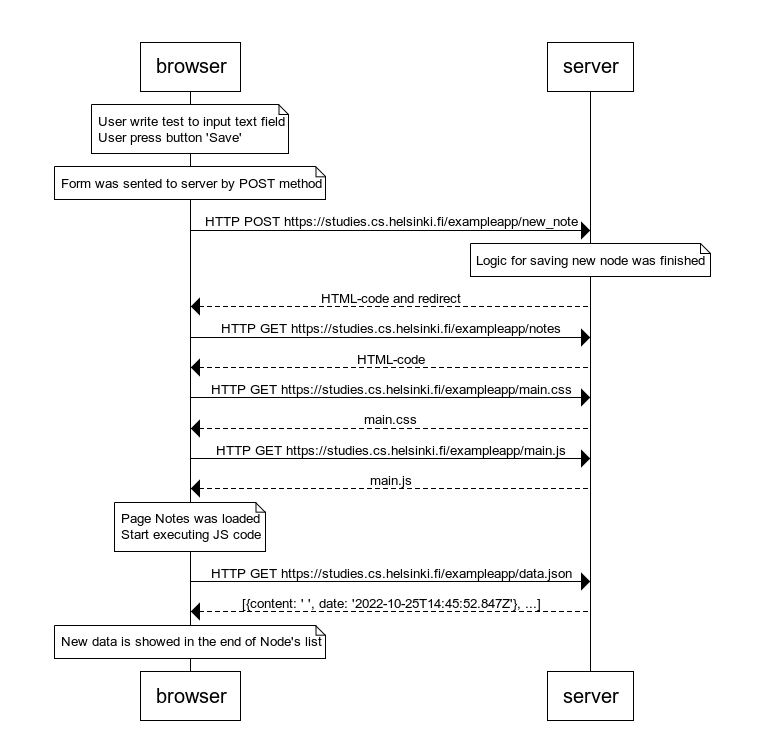 browser
server
User write test to input text field
User press button 'Save'
Form was sented to server by POST method
HTTP POST https://studies.cs.helsinki.fi/exampleapp/new_note
Logic for saving new node was finished
HTML-code and redirect
HTTP GET https://studies.cs.helsinki.fi/exampleapp/notes
HTML-code
HTTP GET https://studies.cs.helsinki.fi/exampleapp/main.css
main.css
HTTP GET https://studies.cs.helsinki.fi/exampleapp/main.js
main.js
Page Notes was loaded
Start executing JS code
HTTP GET https://studies.cs.helsinki.fi/exampleapp/data.json
[{content: ' ', date: '2022-10-25T14:45:52.847Z'}, ...]
New data is showed in the end of Node's list
browser
server